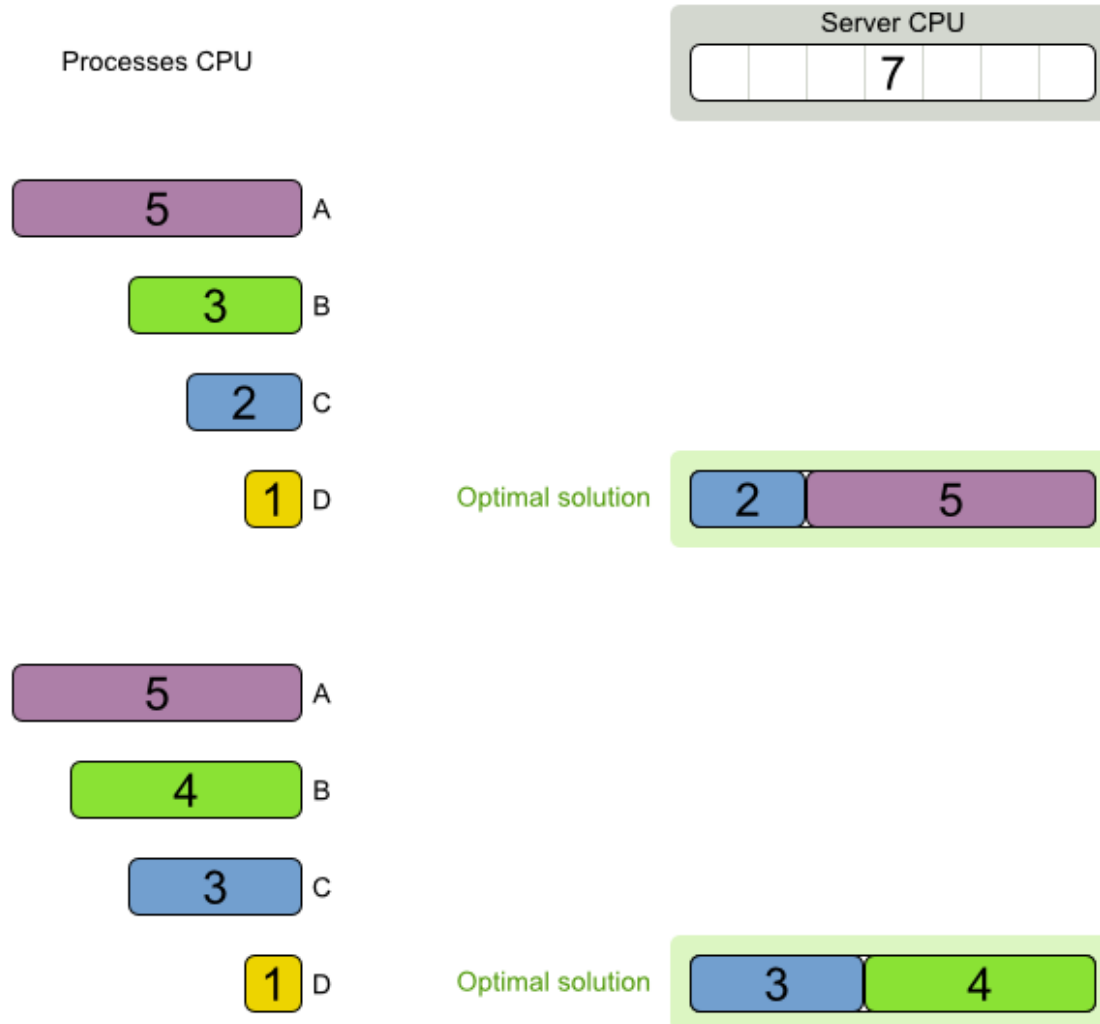 Server CPU
Processes CPU
7
5 A
3 B
2 C
1 D Optimal solution 2 5
5 A
4 B
3 C
1 D Optimal solution 3 4